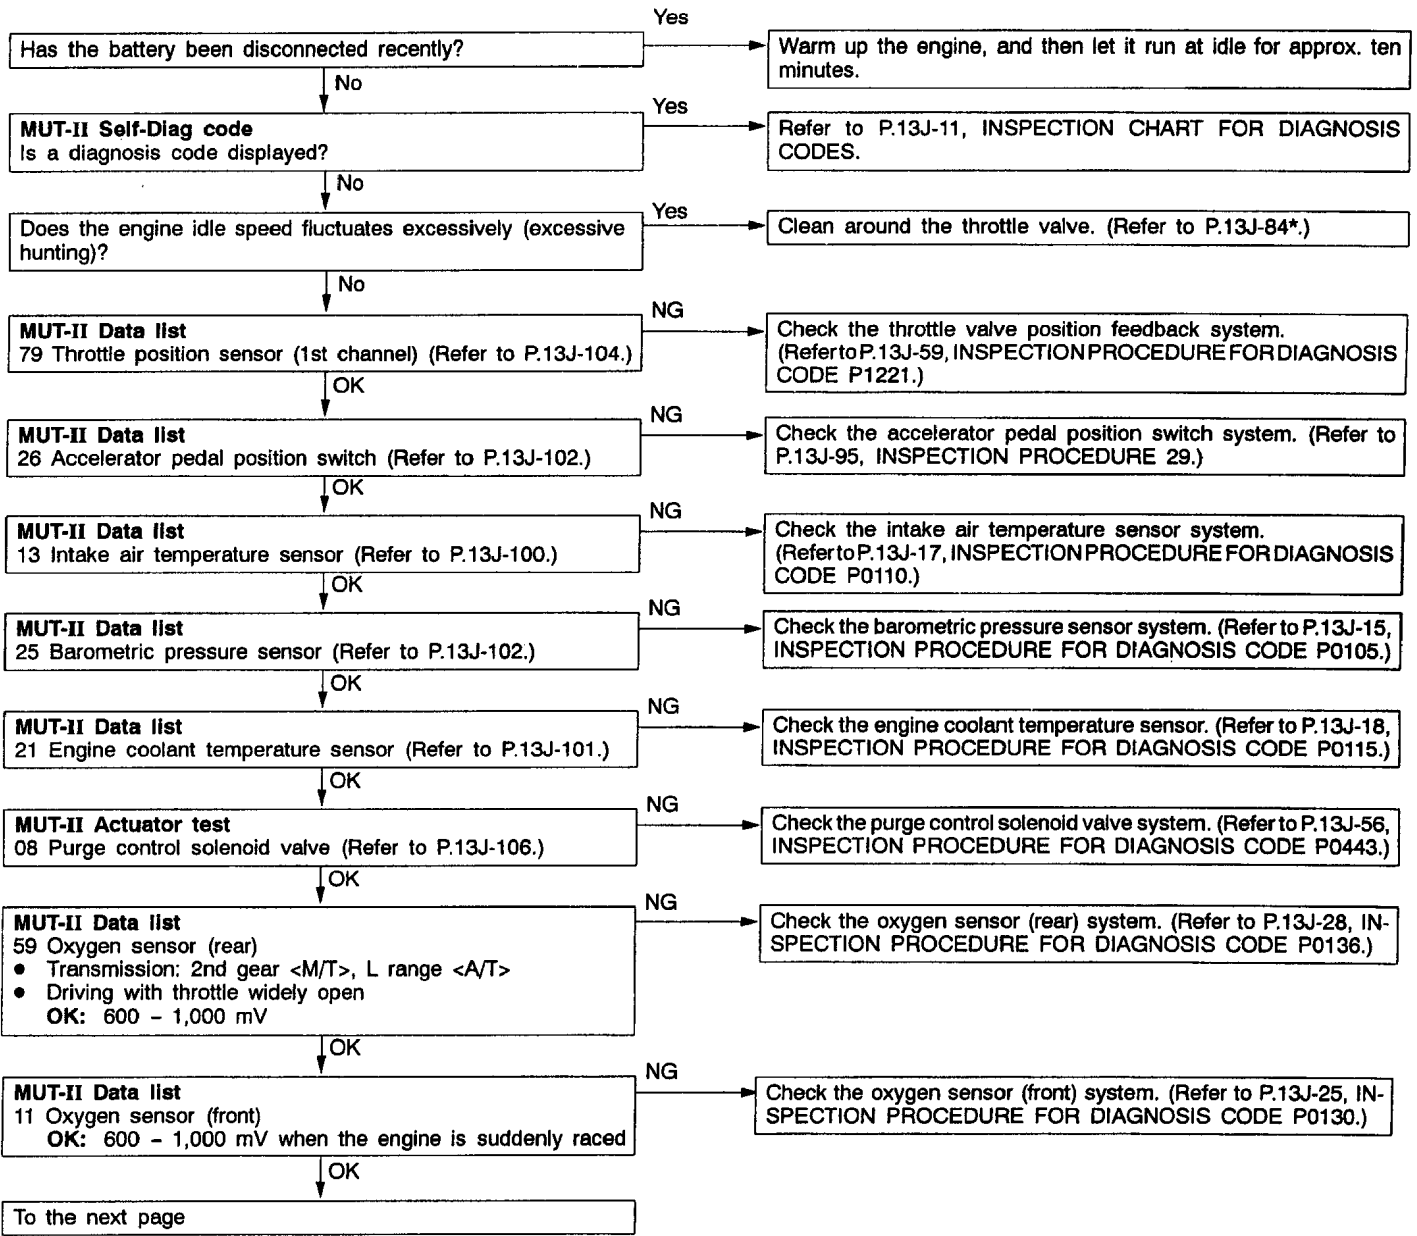 Yes
Has the battery been disconnected recently?
Warm up the engine, and then let it run at idle for approx. ten
minutes.
No
Yes
MUT-II Self-Diag code
Is a diagnosis code displayed?
Refer to P.13J-11, INSPECTION CHART FOR DIAGNOSIS
CODES.
No
Yes
Does the engine idle speed fluctuates excessively (excessive
hunting)?
Clean around the throttle valve. (Refer to P.13J-84*.)
No
NG
MUT-II Data list
79 Throttle position sensor (1st channel) (Refer to P.13J-104.)
Check the throttle valve position feedback system.
(Refer to P.13J-59, INSPECTION PROCEDURE FOR DIAGNOSIS
CODE P1221.)
OK
NG
MUT-II Data list
26 Accelerator pedal position switch (Refer to P.13J-102.)
Check the accelerator pedal position switch system. (Refer to
P.13J-95, INSPECTION PROCEDURE 29.)
OK
NG
MUT-II Data list
13 Intake air temperature sensor (Refer to P.13J-100.)
Check the intake air temperature sensor system.
(Refer to P.13J-17, INSPECTION PROCEDURE FOR DIAGNOSIS
CODE P0110.)
OK
NG
MUT-II Data list
25 Barometric pressure sensor (Refer to P.13J-102.)
Check the barometric pressure sensor system. (Refer to P.13J-15,
INSPECTION PROCEDURE FOR DIAGNOSIS CODE P0105.)
OK
NG
MUT-II Data list
21 Engine coolant temperature sensor (Refer to P.13J-101.)
Check the engine coolant temperature sensor. (Refer to P.13J-18,
INSPECTION PROCEDURE FOR DIAGNOSIS CODE P0115.)
OK
NG
MUT-II Actuator test
08 Purge control solenoid valve (Refer to P.13J-106.)
Check the purge control solenoid valve system. (Refer to P.13J-56,
INSPECTION PROCEDURE FOR DIAGNOSIS CODE P0443.)
OK
NG
MUT-II Data list
59 Oxygen sensor (rear)
● Transmission: 2nd gear <M/T>, L range <A/T>
● Driving with throttle widely open
OK: 600 – 1,000 mV
Check the oxygen sensor (rear) system. (Refer to P.13J-28, IN-
SPECTION PROCEDURE FOR DIAGNOSIS CODE P0136.)
OK
NG
MUT-II Data list
11 Oxygen sensor (front)
OK: 600 – 1,000 mV when the engine is suddenly raced
Check the oxygen sensor (front) system. (Refer to P.13J-25, IN-
SPECTION PROCEDURE FOR DIAGNOSIS CODE P0130.)
OK
To the next page